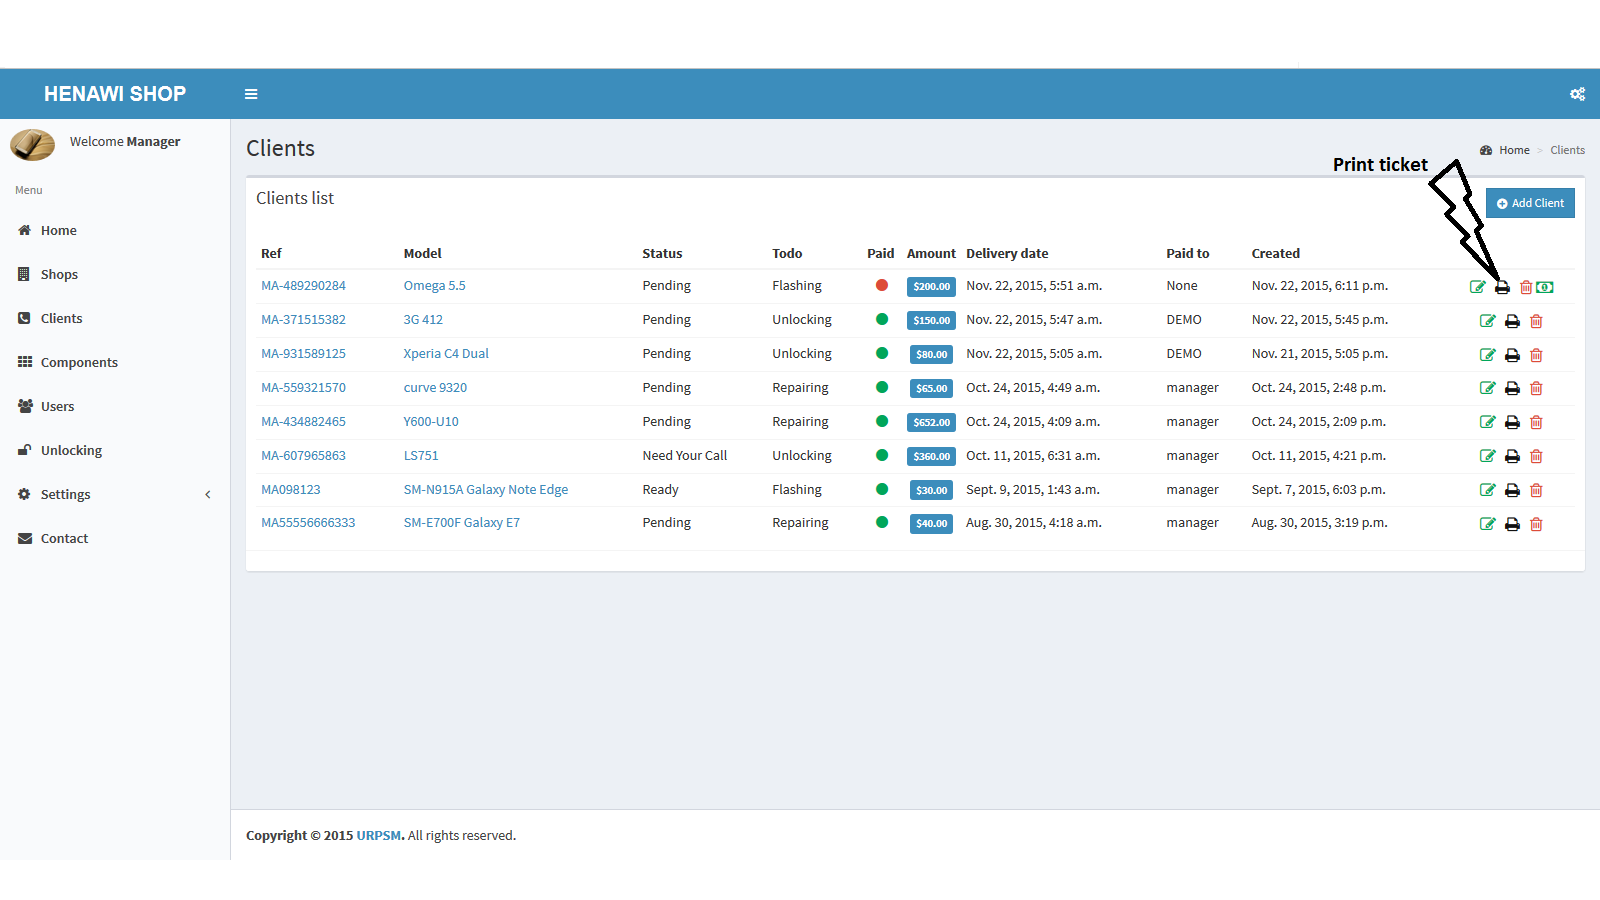 HENAWI SHOP
Welcome Manager
Menu
Home
Shops
Clients
Components
Users
Unlocking
Settings
Contact
Clients
Home > Clients
Print ticket
Clients list
Add Client
Ref Model Status Todo Paid Amount Delivery date Paid to Created
MA-489290284 Omega 5.5 Pending Flashing $200.00 Nov. 22, 2015, 5:51 a.m. None Nov. 22, 2015, 6:11 p.m.
MA-371515382 3G 412 Pending Unlocking $150.00 Nov. 22, 2015, 5:47 a.m. DEMO Nov. 22, 2015, 5:45 p.m.
MA-931589125 Xperia C4 Dual Pending Unlocking $80.00 Nov. 22, 2015, 5:05 a.m. DEMO Nov. 21, 2015, 5:05 p.m.
MA-559321570 curve 9320 Pending Repairing $65.00 Oct. 24, 2015, 4:49 a.m. manager Oct. 24, 2015, 2:48 p.m.
MA-434882465 Y600-U10 Pending Repairing $652.00 Oct. 24, 2015, 4:09 a.m. manager Oct. 24, 2015, 2:09 p.m.
MA-607965863 LS751 Need Your Call Unlocking $360.00 Oct. 11, 2015, 6:31 a.m. manager Oct. 11, 2015, 4:21 p.m.
MA098123 SM-N915A Galaxy Note Edge Ready Flashing $30.00 Sept. 9, 2015, 1:43 a.m. manager Sept. 7, 2015, 6:03 p.m.
MA55556666333 SM-E700F Galaxy E7 Pending Repairing $40.00 Aug. 30, 2015, 4:18 a.m. manager Aug. 30, 2015, 3:19 p.m.
Copyright © 2015 URPSM. All rights reserved.